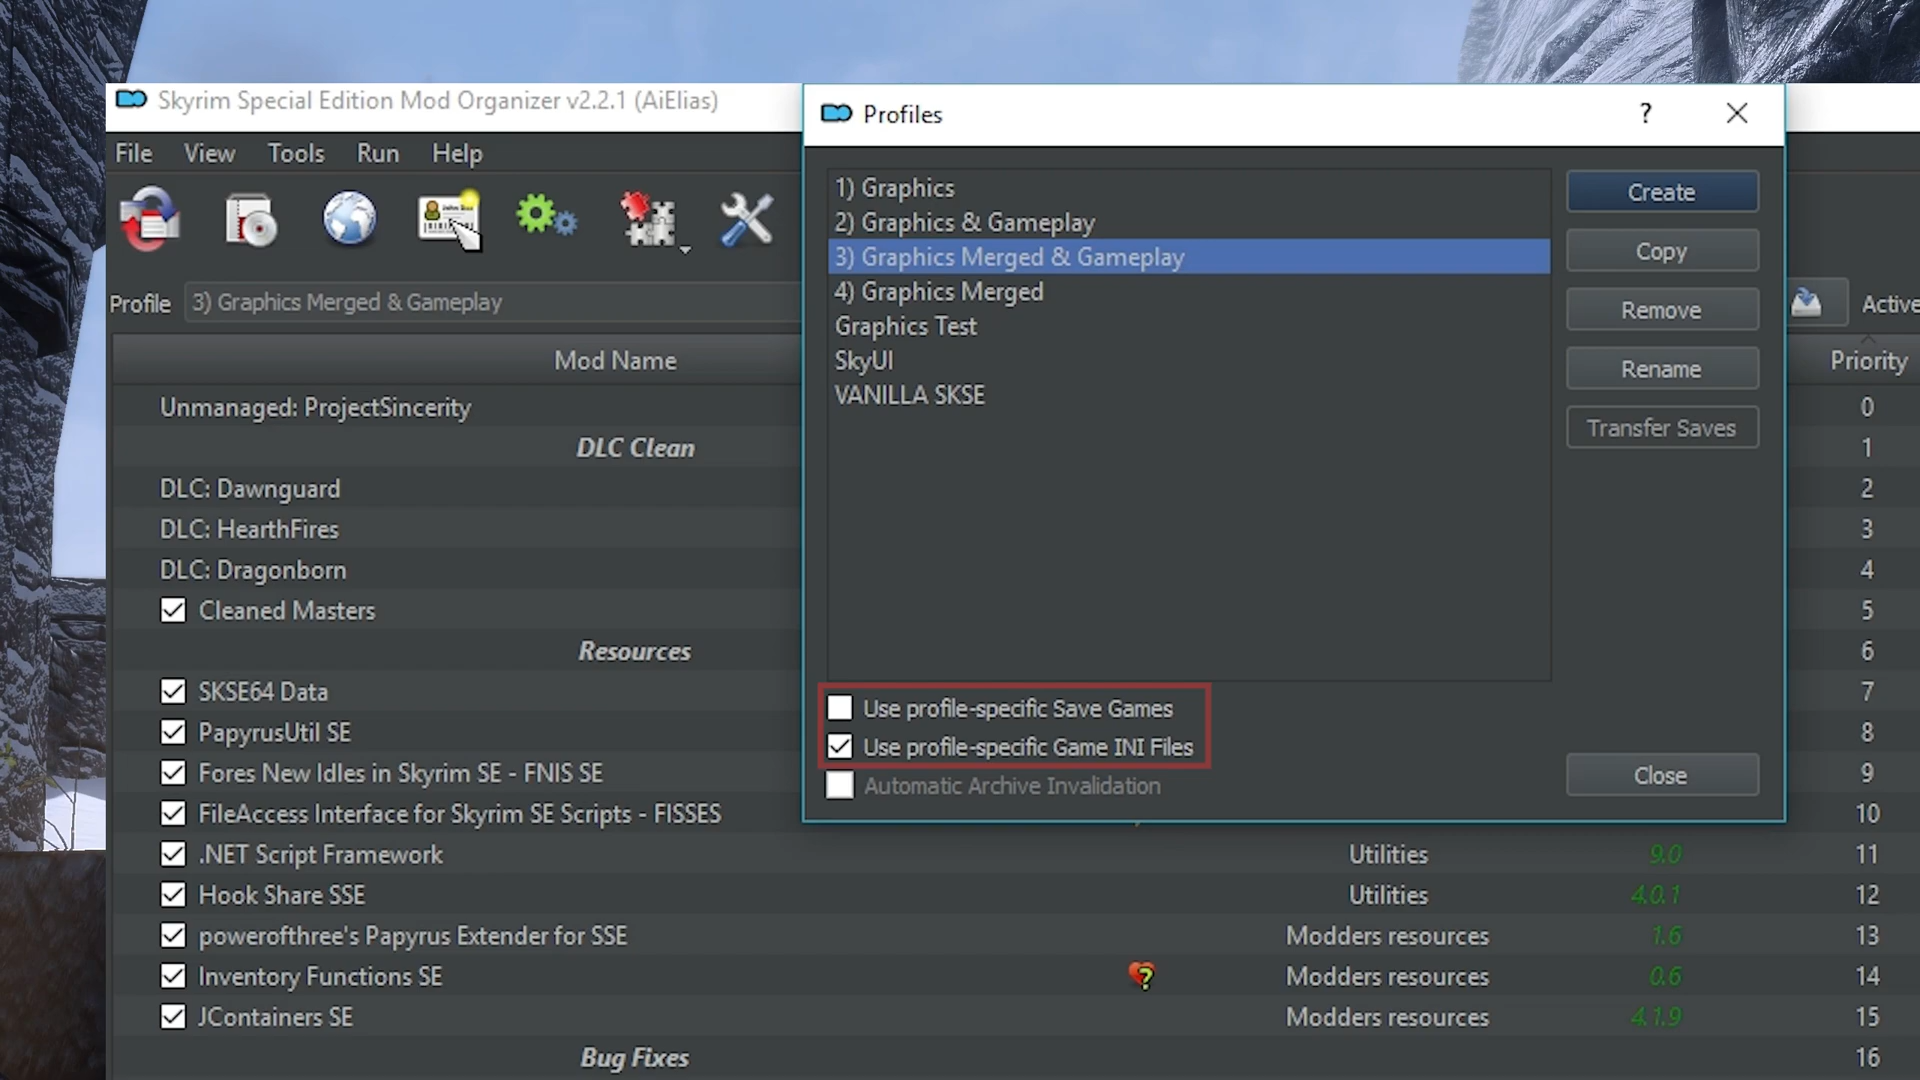 Skyrim Special Edition Mod Organizer v2.2.1 (AiElias)
File View Tools Run Help
Profile 3) Graphics Merged & Gameplay
Active
Mod Name
Priority
Unmanaged: ProjectSincerity 0
DLC Clean 1
DLC: Dawnguard 2
DLC: HearthFires 3
DLC: Dragonborn 4
Cleaned Masters 5
Resources 6
SKSE64 Data 7
PapyrusUtil SE 8
Fores New Idles in Skyrim SE - FNIS SE 9
FileAccess Interface for Skyrim SE Scripts - FISSES 10
.NET Script Framework Utilities 9.0 11
Hook Share SSE Utilities 4.0.1 12
powerofthree's Papyrus Extender for SSE Modders resources 1.6 13
Inventory Functions SE Modders resources 0.6 14
JContainers SE Modders resources 4.1.9 15
Bug Fixes 16
Profiles
?
1) Graphics
2) Graphics & Gameplay
3) Graphics Merged & Gameplay
4) Graphics Merged
Graphics Test
SkyUI
VANILLA SKSE
Create
Copy
Remove
Rename
Transfer Saves
Use profile-specific Save Games
Use profile-specific Game INI Files
Automatic Archive Invalidation
Close